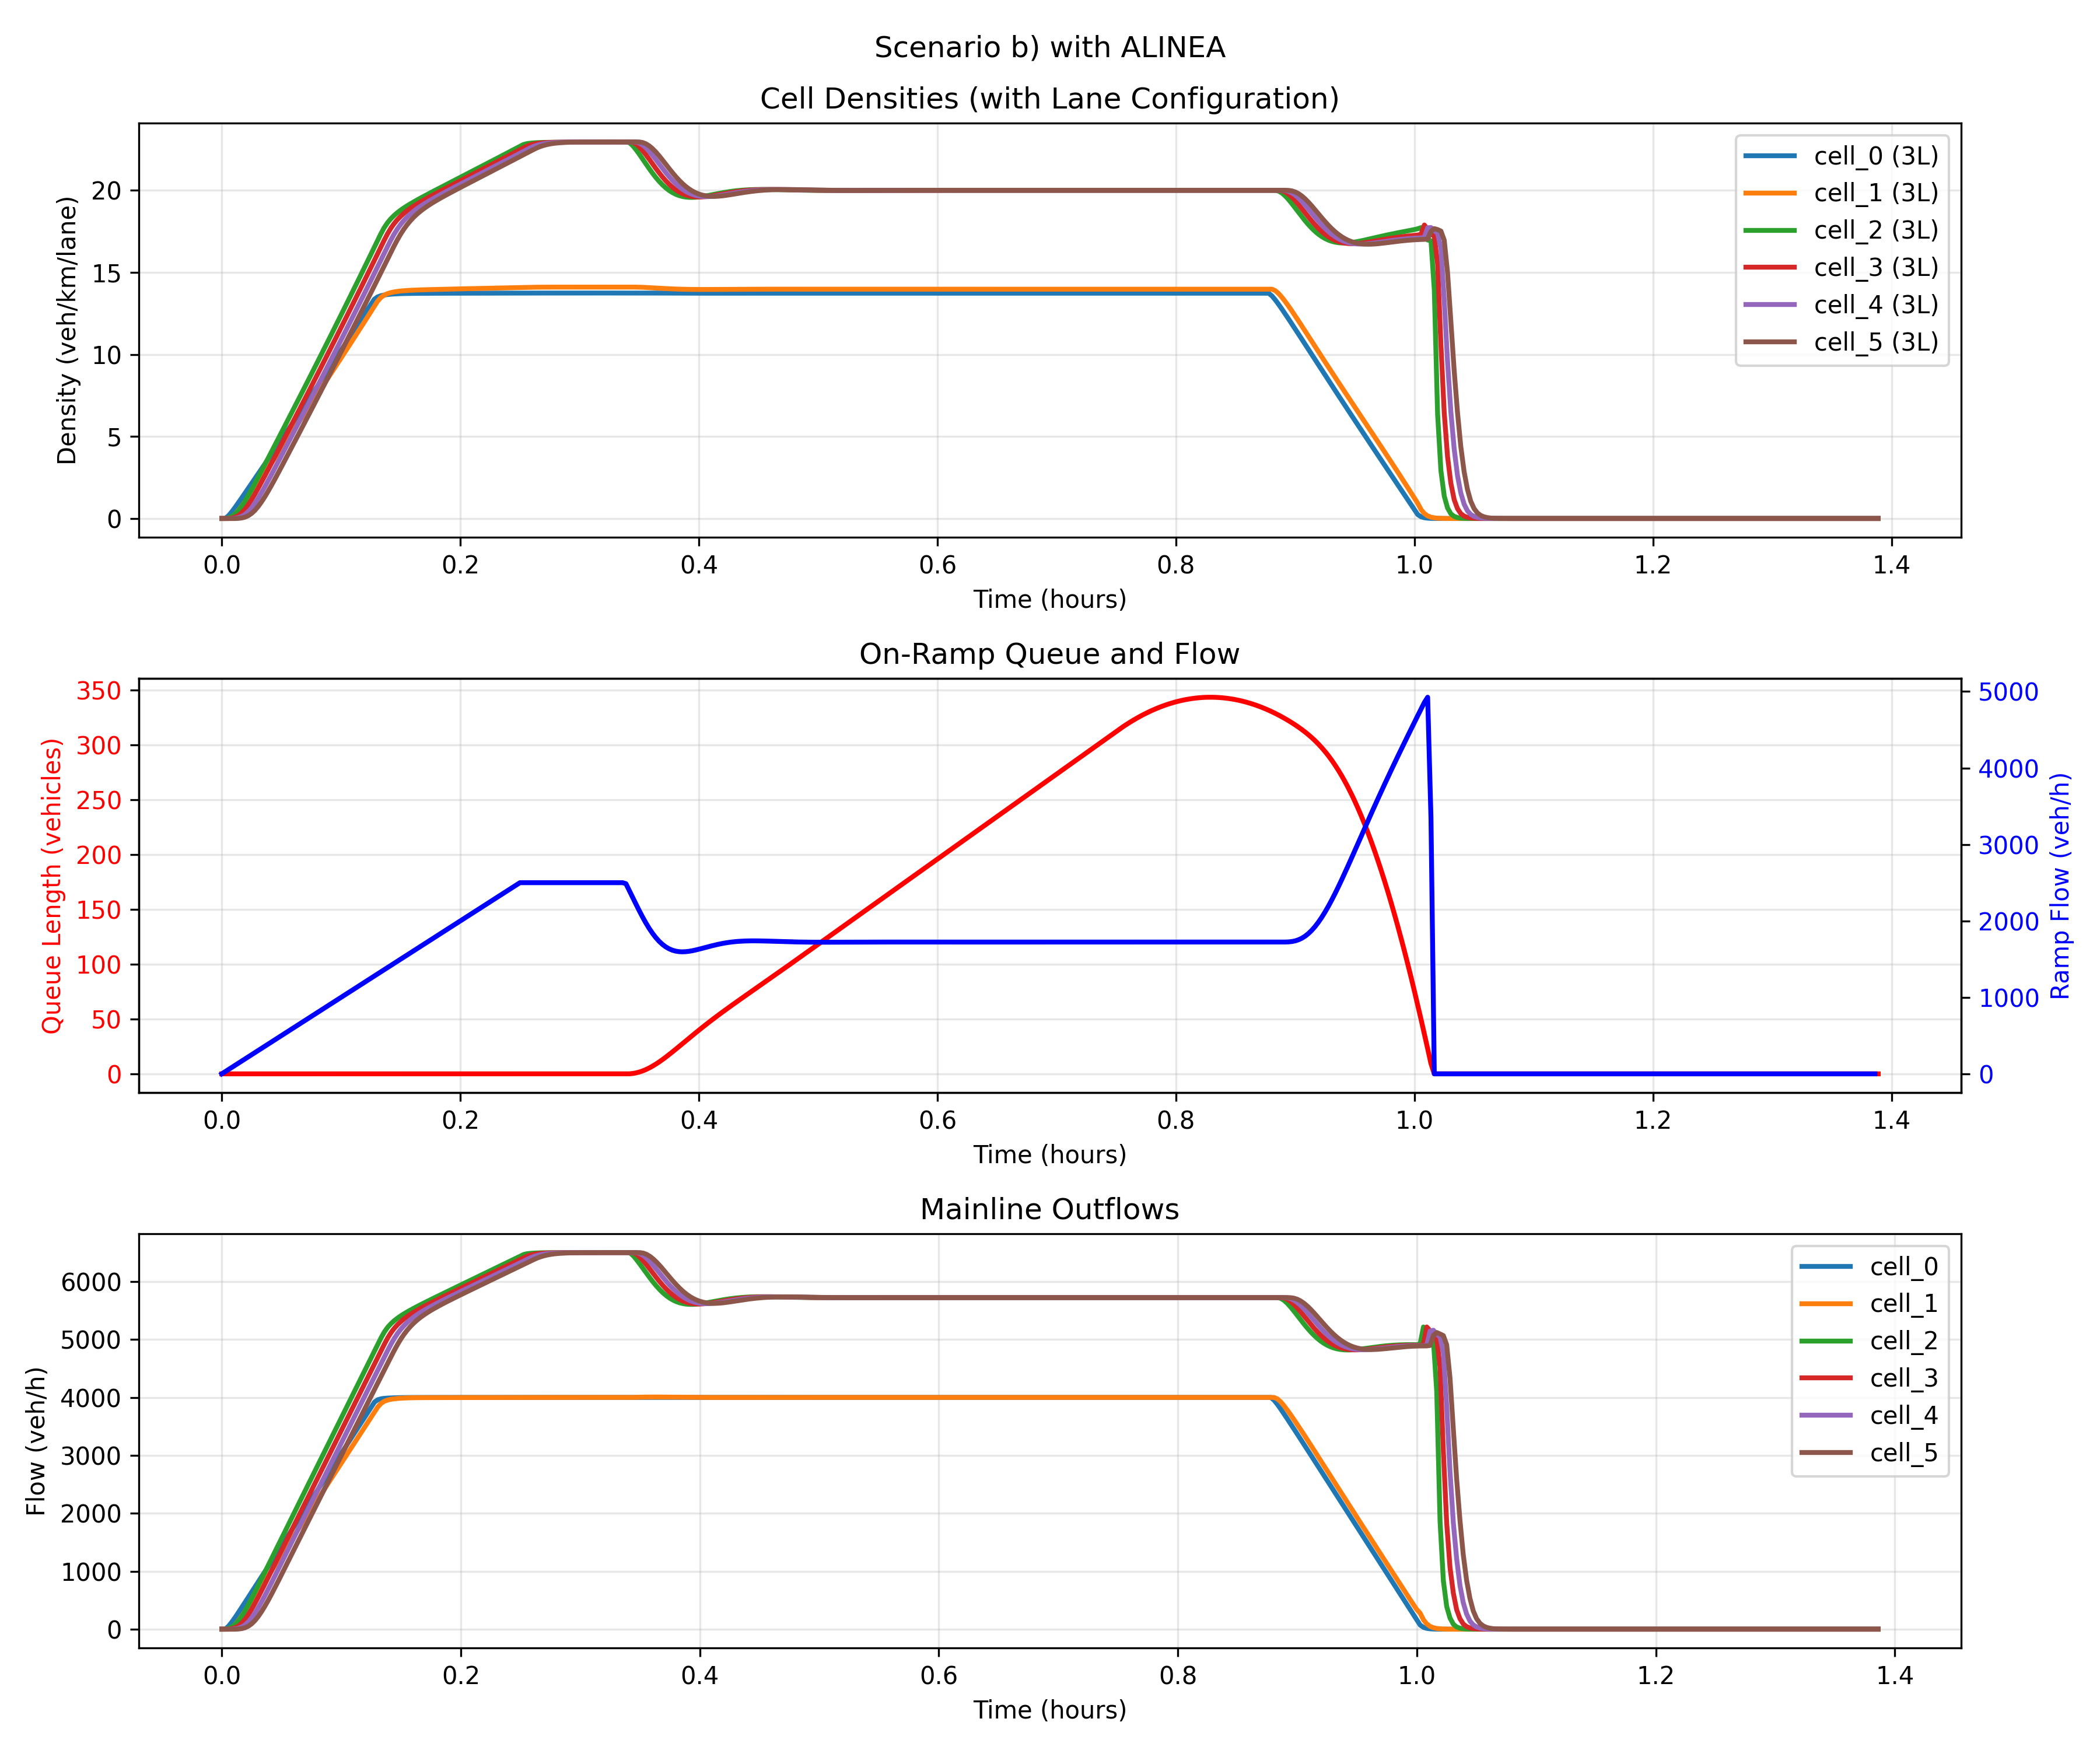 Scenario b) with ALINEA
Cell Densities (with Lane Configuration)
Density (veh/km/lane)
20
15
10
5
0
0.0 0.2 0.4 0.6 0.8 1.0 1.2 1.4
Time (hours)
cell_0 (3L)
cell_1 (3L)
cell_2 (3L)
cell_3 (3L)
cell_4 (3L)
cell_5 (3L)
On-Ramp Queue and Flow
Queue Length (vehicles)
350
300
250
200
150
100
50
0
5000
4000
3000
2000
1000
0
Ramp Flow (veh/h)
0.0 0.2 0.4 0.6 0.8 1.0 1.2 1.4
Time (hours)
Mainline Outflows
Flow (veh/h)
6000
5000
4000
3000
2000
1000
0
0.0 0.2 0.4 0.6 0.8 1.0 1.2 1.4
Time (hours)
cell_0
cell_1
cell_2
cell_3
cell_4
cell_5